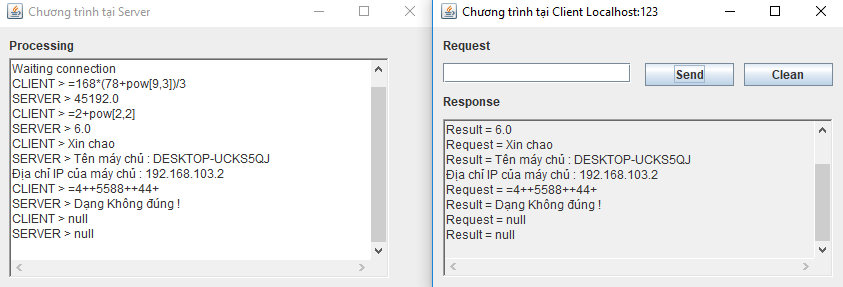 Chương trình tại Server
Processing
Waiting connection
CLIENT > =168*(78+pow[9,3])/3
SERVER > 45192.0
CLIENT > =2+pow[2,2]
SERVER > 6.0
CLIENT > Xin chao
SERVER > Tên máy chủ : DESKTOP-UCKS5QJ
Địa chỉ IP của máy chủ : 192.168.103.2
CLIENT > =4++5588++44+
SERVER > Dạng Không đúng !
CLIENT > null
SERVER > null
Chương trình tại Client Localhost:123
Request
Send
Clean
Response
Result = 6.0
Request = Xin chao
Result = Tên máy chủ : DESKTOP-UCKS5QJ
Địa chỉ IP của máy chủ : 192.168.103.2
Request = =4++5588++44+
Result = Dạng Không đúng !
Request = null
Result = null